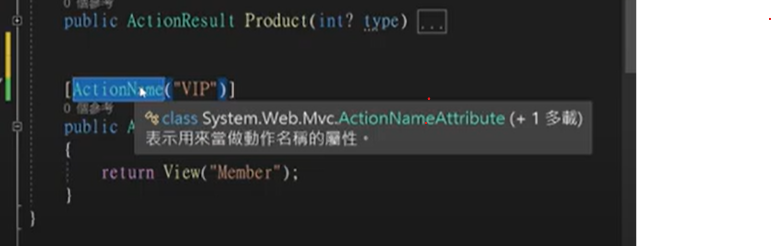 0 個參考
public ActionResult Product(int? type) ...
[ActionName("VIP")]
0 個參考
public A
class System.Web.Mvc.ActionNameAttribute (+ 1 多載)
表示用來當做動作名稱的屬性。
{
return View("Member");
}
}